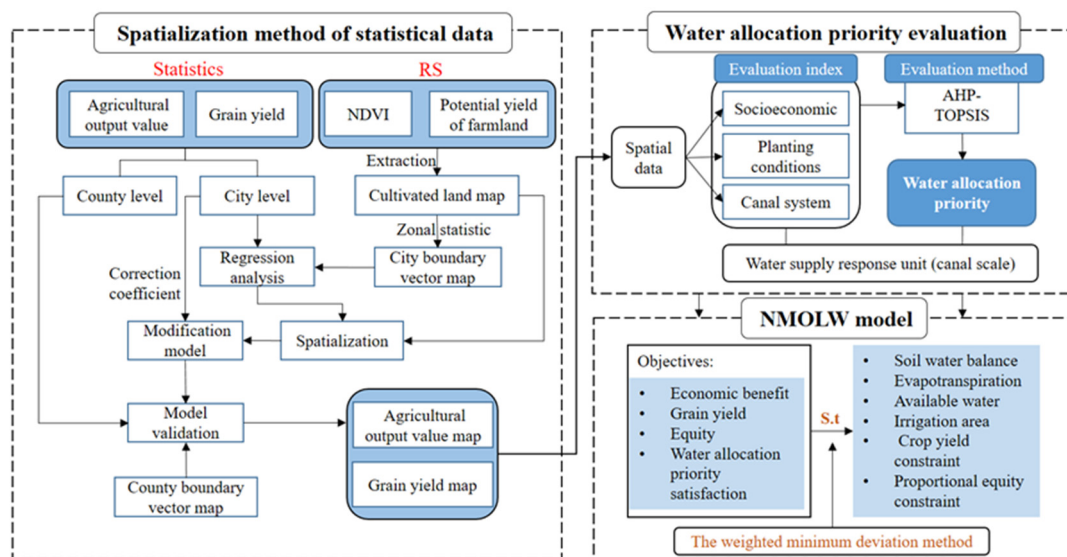 Spatialization method of statistical data
Statistics
RS
Agricultural
output value
Grain yield
NDVI
Potential yield
of farmland
Extraction
County level
City level
Cultivated land map
Zonal statistic
Regression
analysis
City boundary
vector map
Correction
coefficient
Modification
model
Spatialization
Model
validation
Agricultural
output value map
Grain yield map
County boundary
vector map
Water allocation priority evaluation
Evaluation index
Evaluation method
Spatial
data
Socioeconomic
Planting
conditions
Canal system
AHP-
TOPSIS
Water allocation
priority
Water supply response unit (canal scale)
NMOLW model
Objectives:
• Economic benefit
• Grain yield
• Equity
• Water allocation
priority
satisfaction
S.t
• Soil water balance
• Evapotranspiration
• Available water
• Irrigation area
• Crop yield
constraint
• Proportional equity
constraint
The weighted minimum deviation method